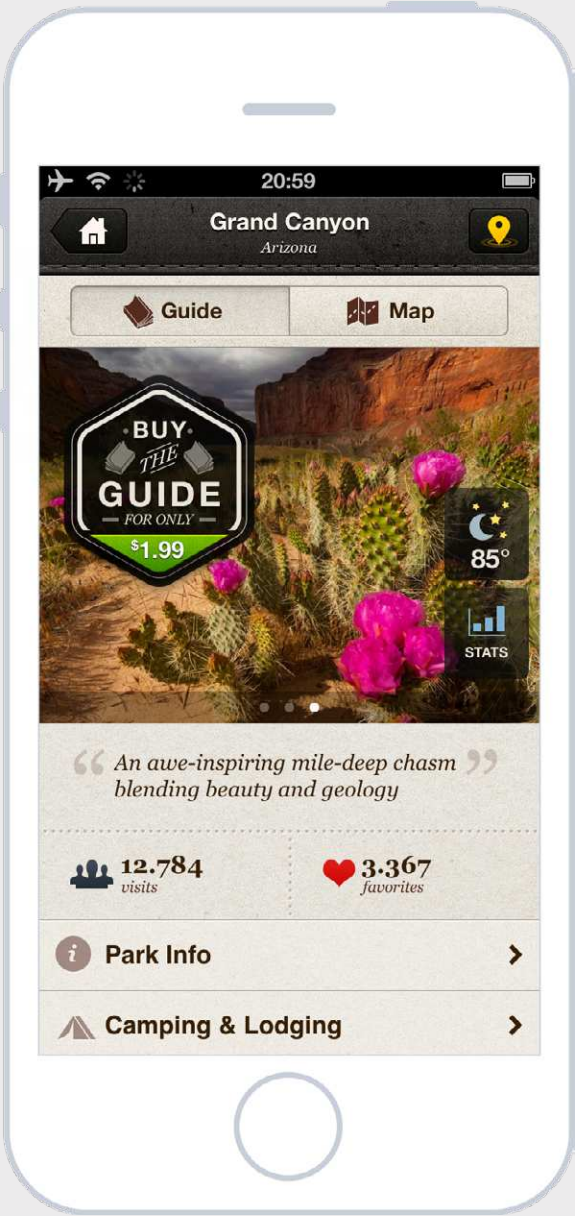 20:59
Grand Canyon
Arizona
Guide
Map
·BUY·
THE
GUIDE
— FOR ONLY —
$1.99
85°
STATS
“ An awe-inspiring mile-deep chasm ”
blending beauty and geology
12.784
visits
3.367
favorites
i
Park Info
Camping & Lodging